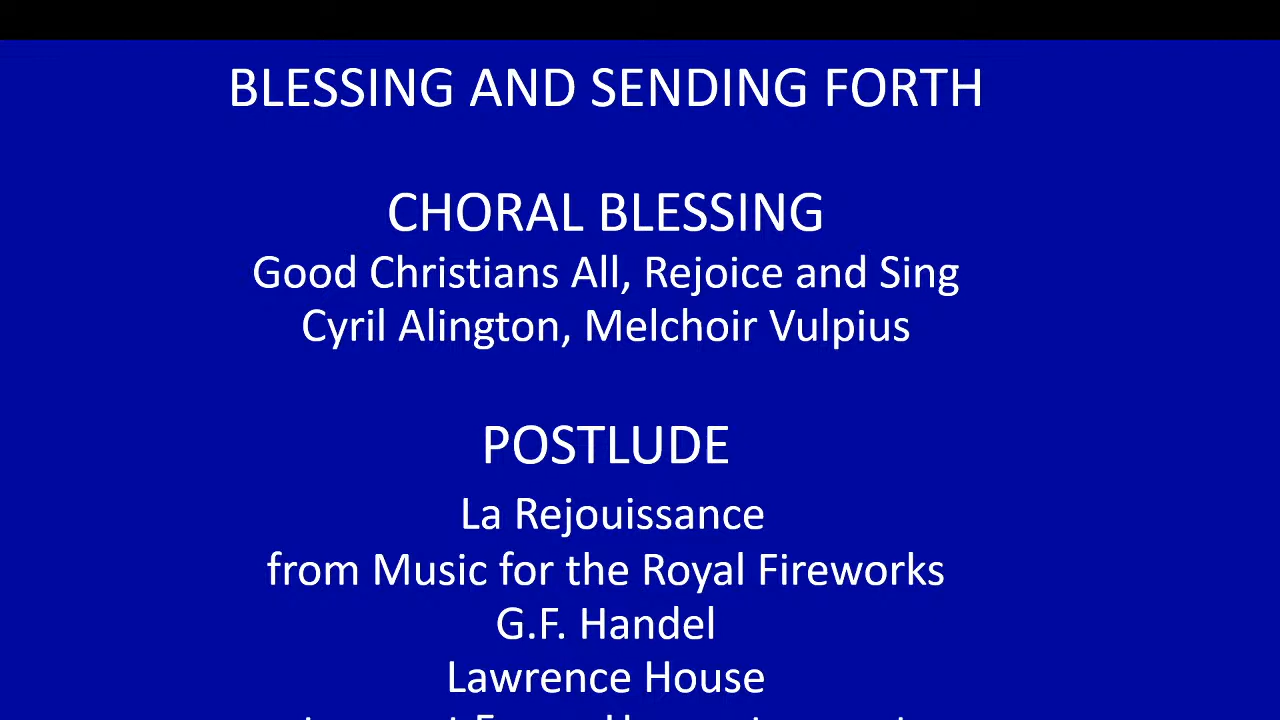 BLESSING AND SENDING FORTH
CHORAL BLESSING
Good Christians All, Rejoice and Sing
Cyril Alington, Melchoir Vulpius
POSTLUDE
La Rejouissance
from Music for the Royal Fireworks
G.F. Handel
Lawrence House